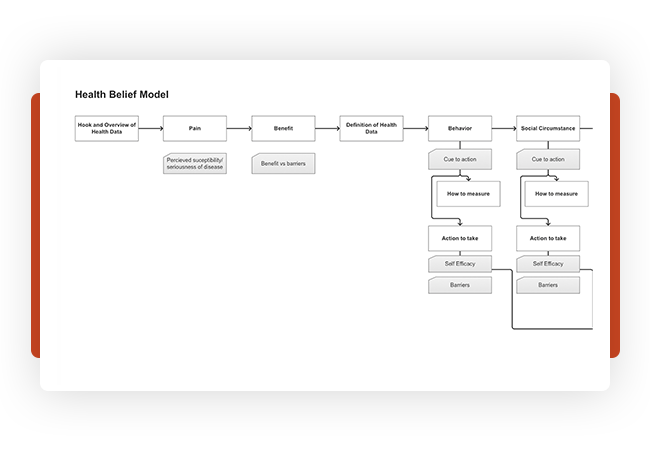 Health Belief Model
Hook and Overview of
Health Data
Pain
Benefit
Definition of Health
Data
Behavior
Social Circumstance
Percieved suceptibility/
seriousness of disease
Benefit vs barriers
Cue to action
Cue to action
How to measure
How to measure
Action to take
Action to take
Self Efficacy
Self Efficacy
Barriers
Barriers